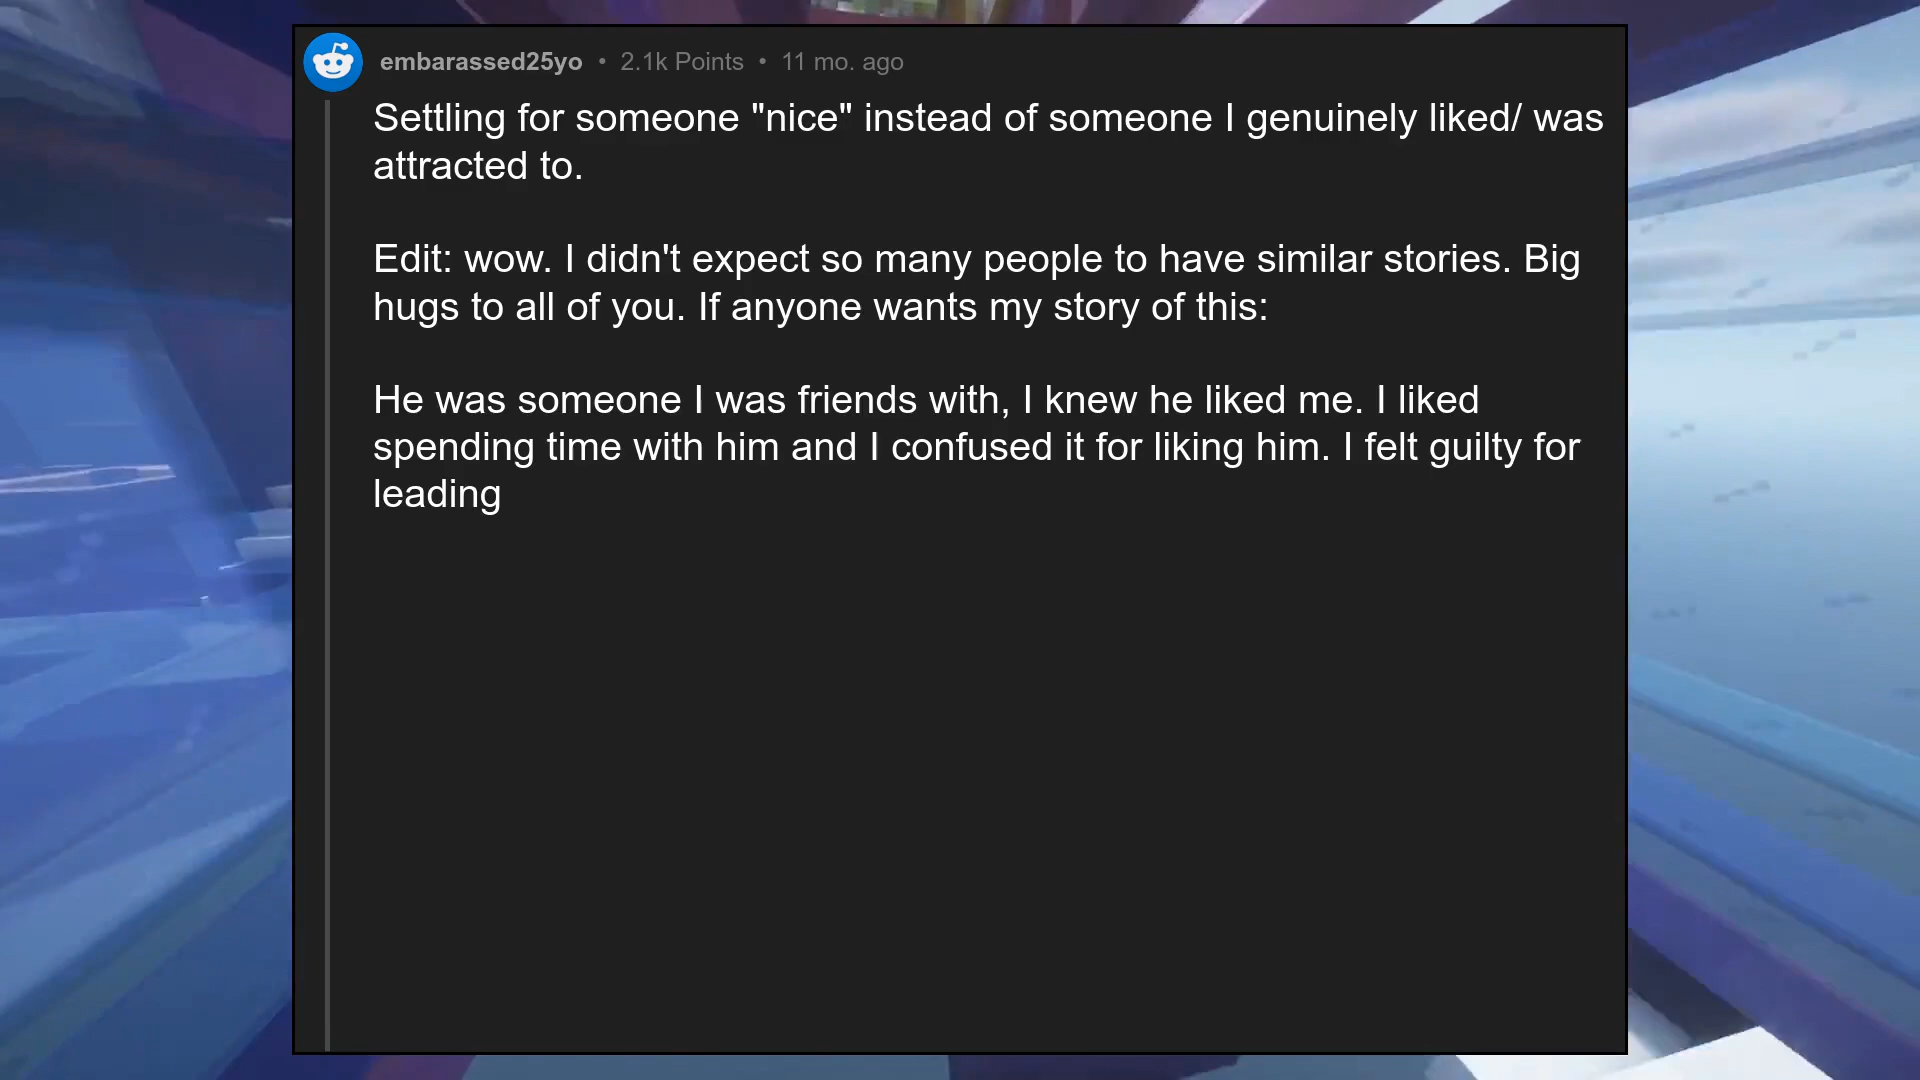 embarassed25yo • 2.1k Points • 11 mo. ago
Settling for someone "nice" instead of someone I genuinely liked/ was
attracted to.
Edit: wow. I didn't expect so many people to have similar stories. Big
hugs to all of you. If anyone wants my story of this:
He was someone I was friends with, I knew he liked me. I liked
spending time with him and I confused it for liking him. I felt guilty for
leading